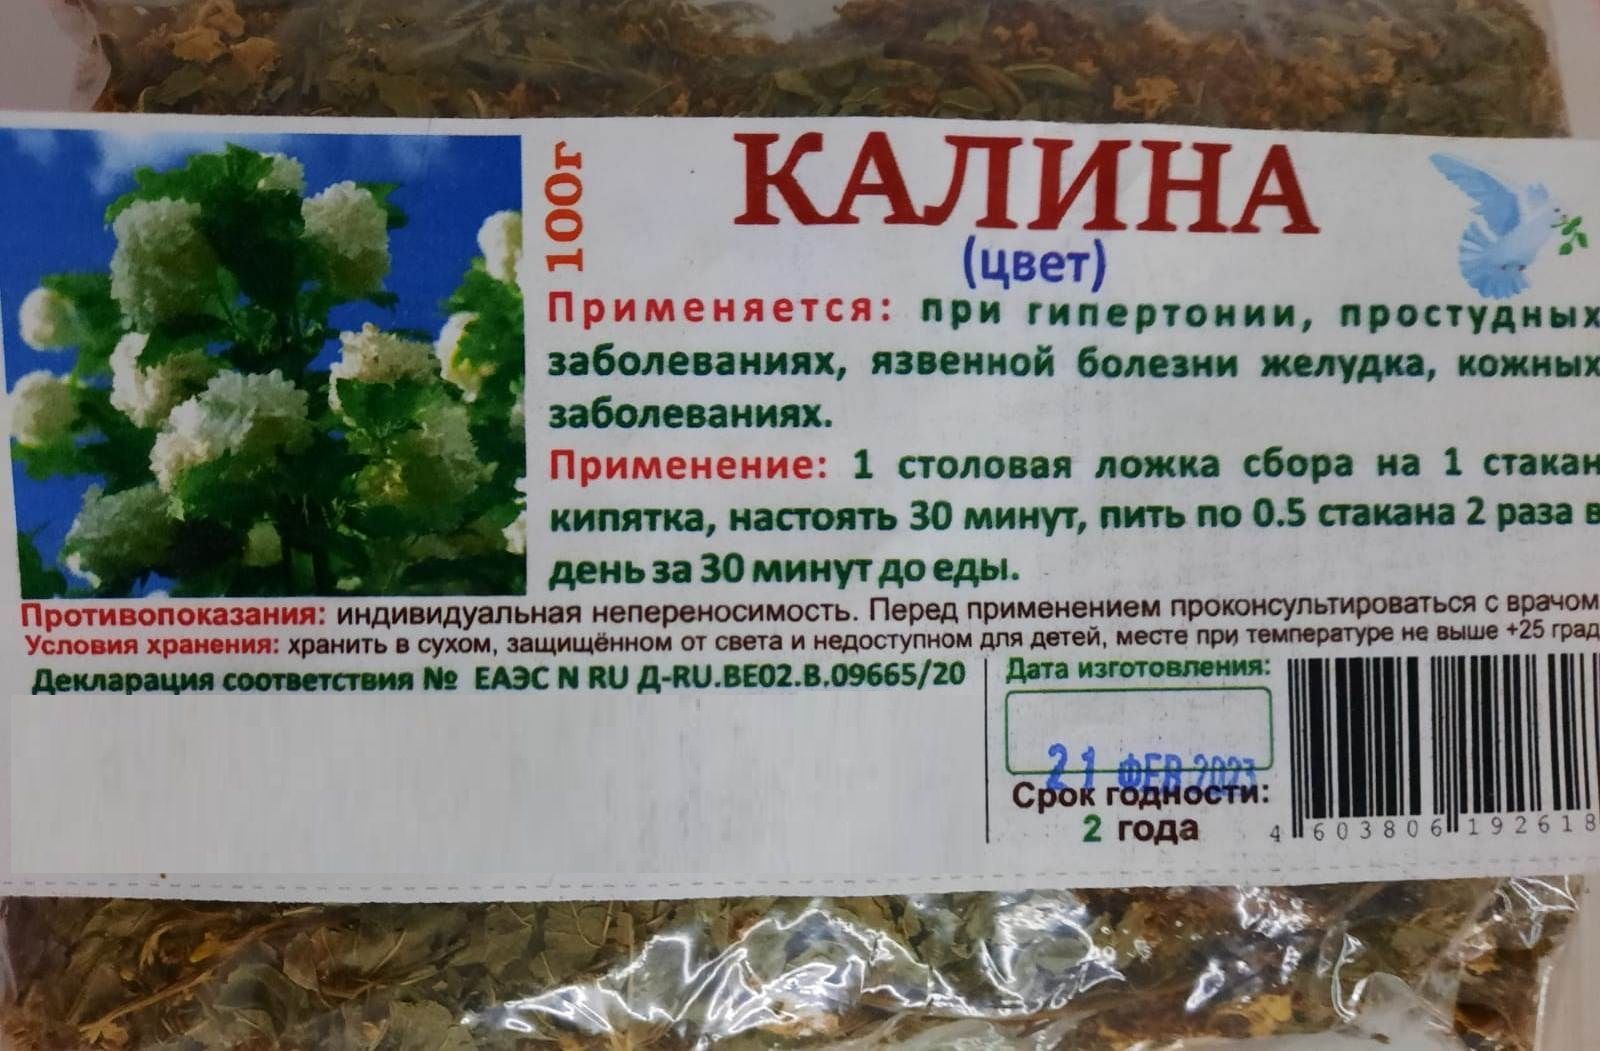 100г
КАЛИНА
(цвет)
Применяется: при гипертонии, простудных
заболеваниях, язвенной болезни желудка, кожных
заболеваниях.
Применение: 1 столовая ложка сбора на 1 стакан
кипятка, настоять 30 минут, пить по 0.5 стакана 2 раза в
день за 30 минут до еды.
Противопоказания: индивидуальная непереносимость. Перед применением проконсультироваться с врачом
Условия хранения: хранить в сухом, защищённом от света и недоступном для детей, месте при температуре не выше +25 град
Декларация соответствия № ЕАЭС N RU Д-RU.ВЕ02.В.09665/20
Дата изготовления:
21 ФЕВ 2023
Срок годности:
2 года
4 603806 192618